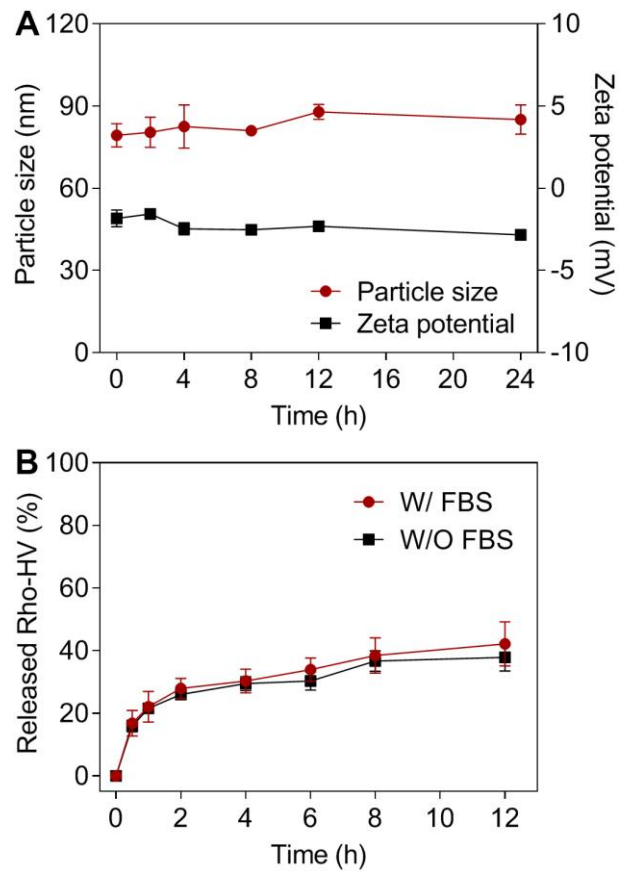 A
120
90
60
30
0
Particle size (nm)
10
5
0
-5
-10
Zeta potential (mV)
Particle size
Zeta potential
0 4 8 12 16 20 24
Time (h)
B
100
80
60
40
20
0
Released Rho-HV (%)
W/ FBS
W/O FBS
0 2 4 6 8 10 12
Time (h)